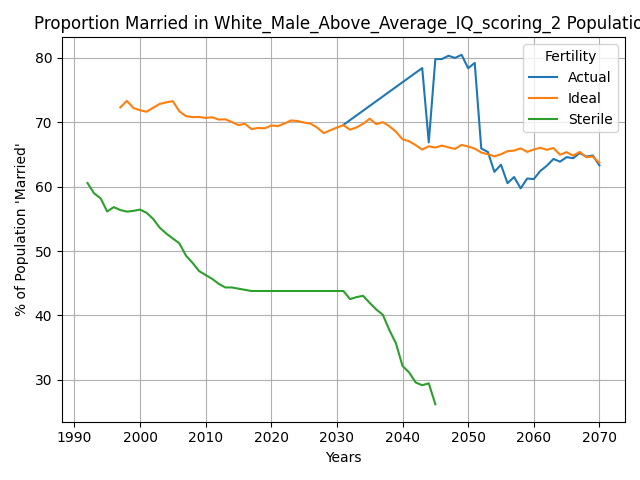 Proportion Married in White_Male_Above_Average_IQ_scoring_2 Populatio
% of Population 'Married'
80
70
60
50
40
30
Fertility
Actual
Ideal
Sterile
1990 2000 2010 2020 2030 2040 2050 2060 2070
Years